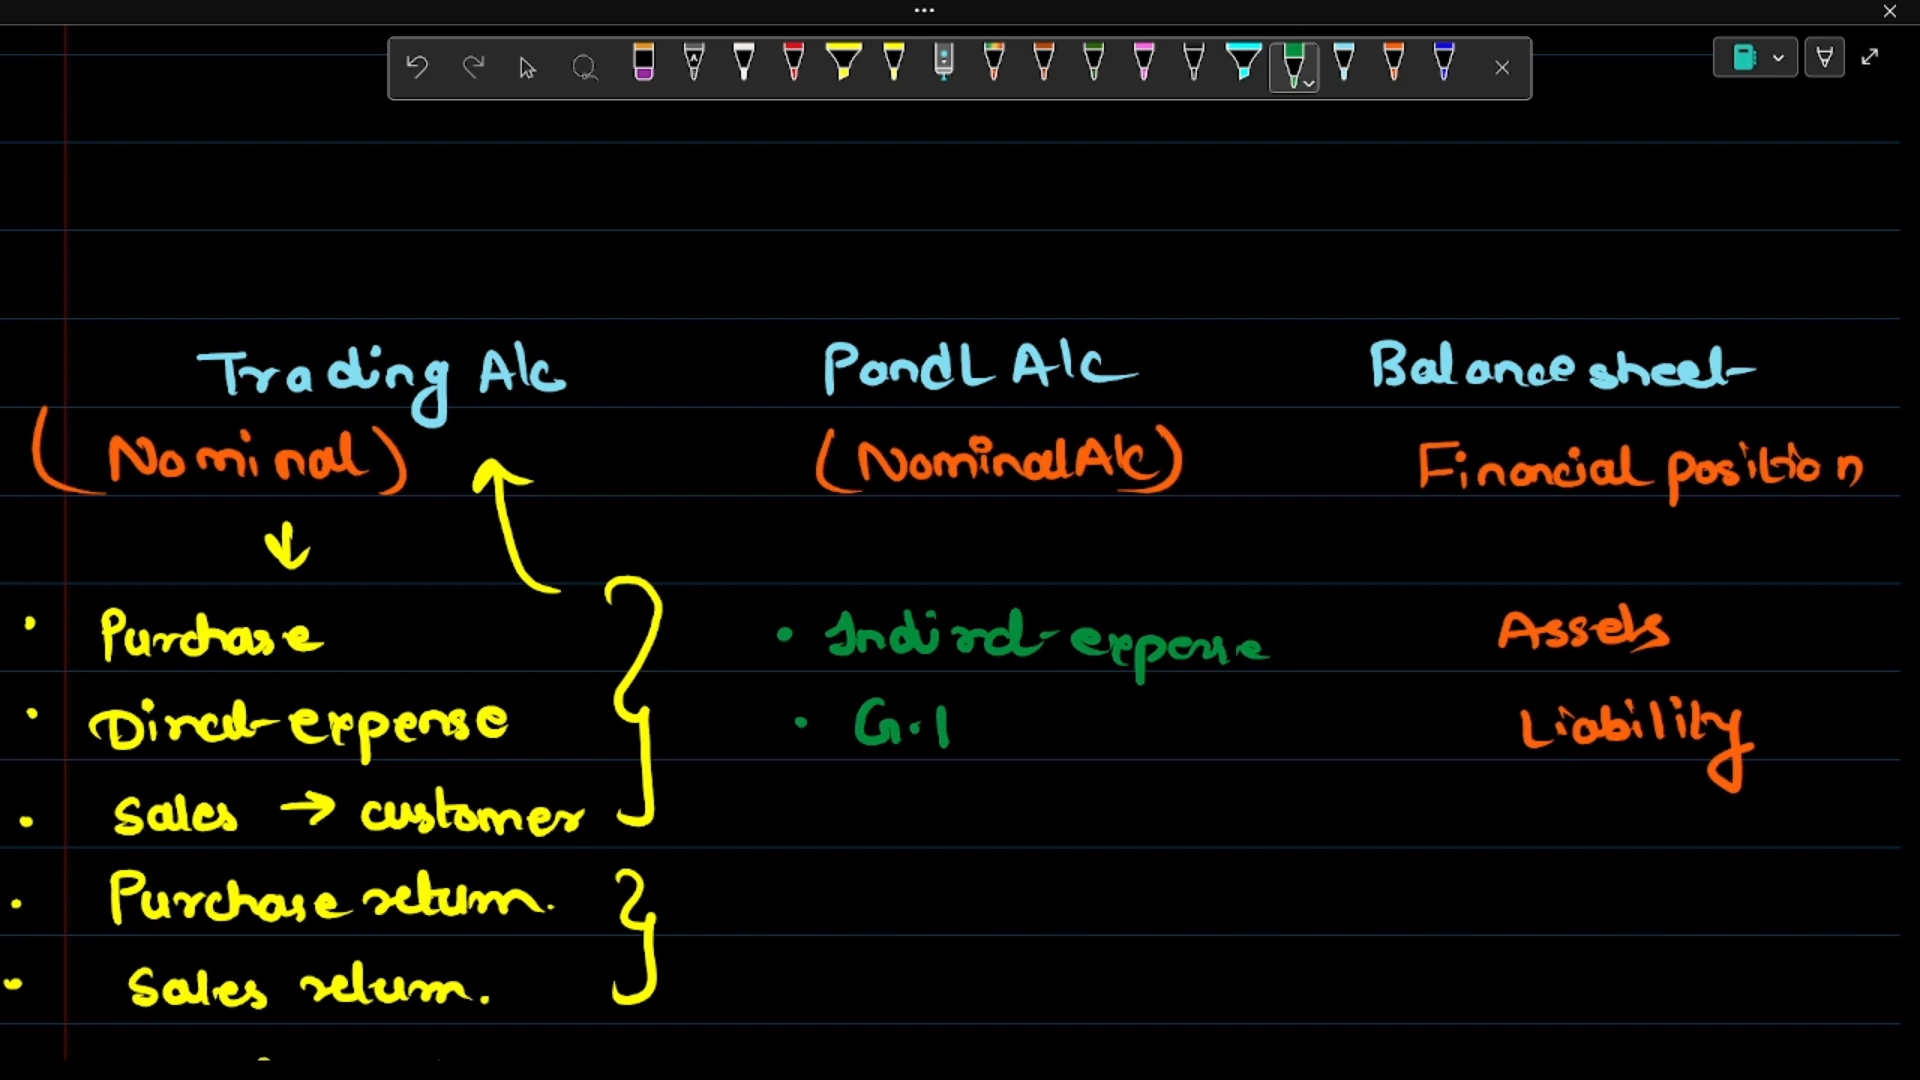 Trading A/c
PandL A/c
Balance sheet
(Nominal)
(Nominal A/c)
Financial position
Purchase
Indirect expense
Assets
Direct expense
G.I
Liability
Sales → customer
Purchase return.
Sales return.